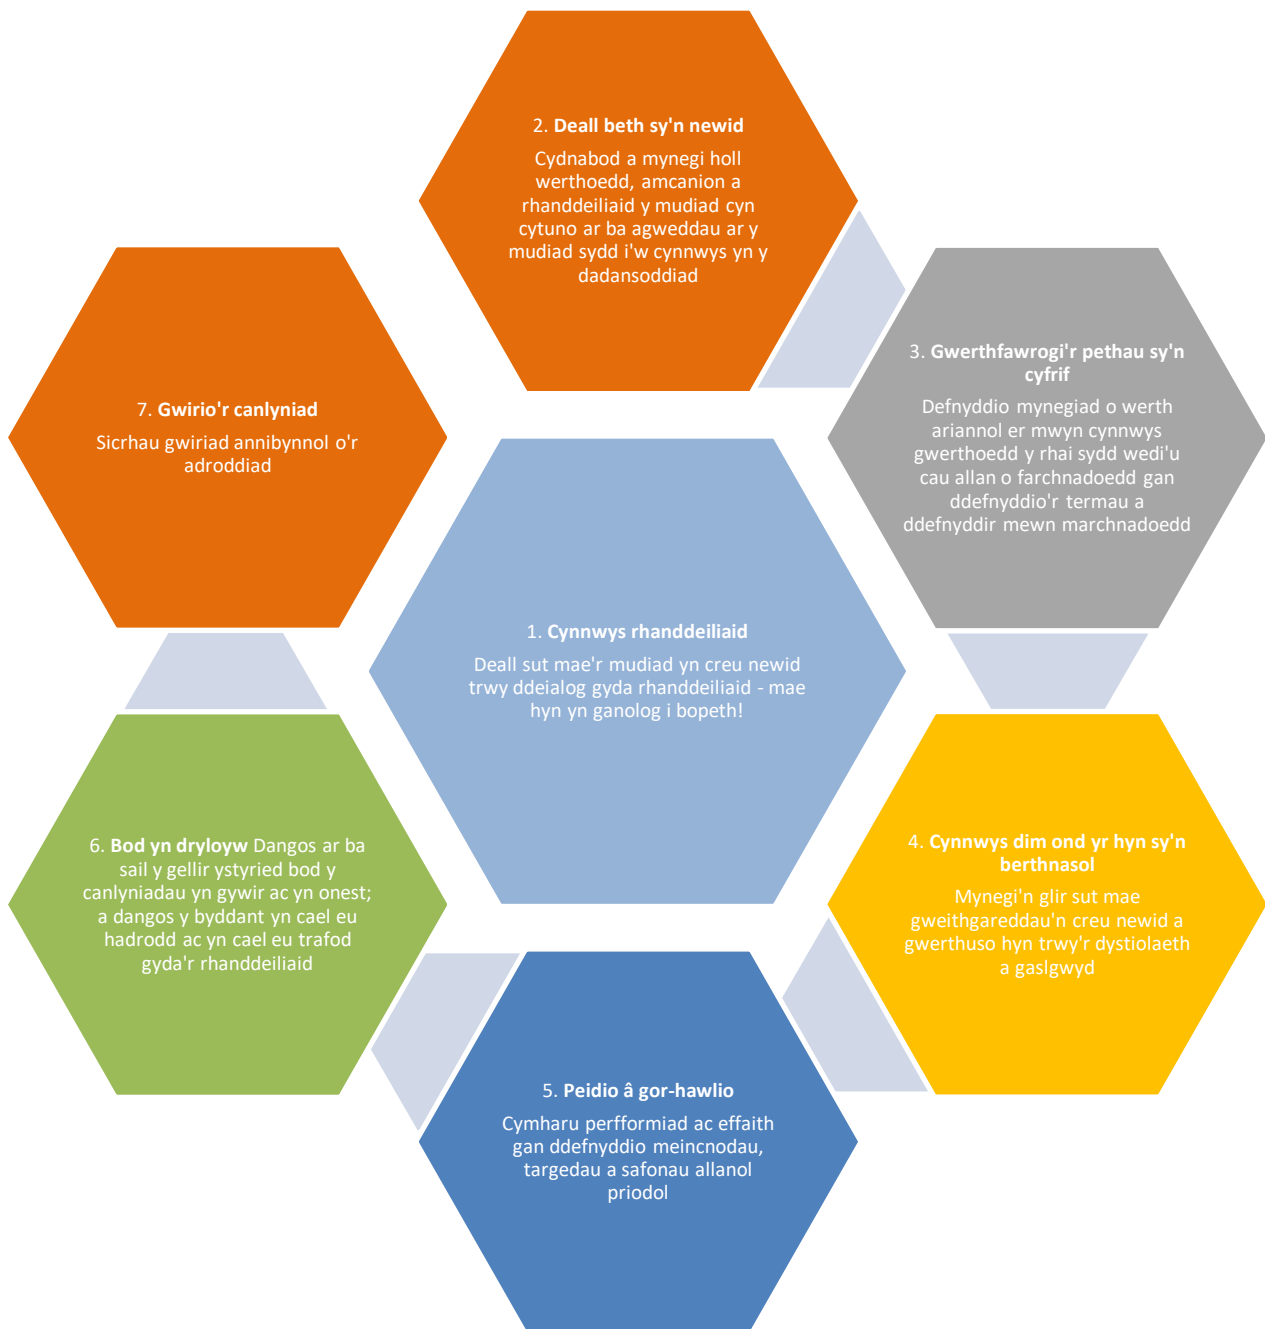 2. Deall beth sy'n newid
Cydnabod a mynegi holl
werthoedd, amcanion a
rhanddeiliaid y mudiad cyn
cytuno ar ba agweddau ar y
mudiad sydd i'w cynnwys yn y
dadansoddiad
3. Gwerthfawrogi'r pethau sy'n
cyfrif
Defnyddio mynegiad o werth
ariannol er mwyn cynnwys
gwerthoedd y rhai sydd wedi'u
cau allan o farchnadoedd gan
ddefnyddio'r termau a
ddefnyddir mewn marchnadoedd
7. Gwirio'r canlyniad
Sicrhau gwiriad annibynnol o'r
adroddiad
1. Cynnwys rhanddeiliaid
Deall sut mae'r mudiad yn creu newid
trwy ddeialog gyda rhanddeiliaid - mae
hyn yn ganolog i bopeth!
6. Bod yn dryloyw Dangos ar ba
sail y gellir ystyried bod y
canlyniadau yn gywir ac yn onest;
a dangos y byddant yn cael eu
hadrodd ac yn cael eu trafod
gyda'r rhanddeiliaid
4. Cynnwys dim ond yr hyn sy'n
berthnasol
Mynegi'n glir sut mae
gweithgareddau'n creu newid a
gwerthuso hyn trwy'r dystiolaeth
a gaslgwyd
5. Peidio â gor-hawlio
Cymharu perfformiad ac effaith
gan ddefnyddio meincnodau,
targedau a safonau allanol
priodol